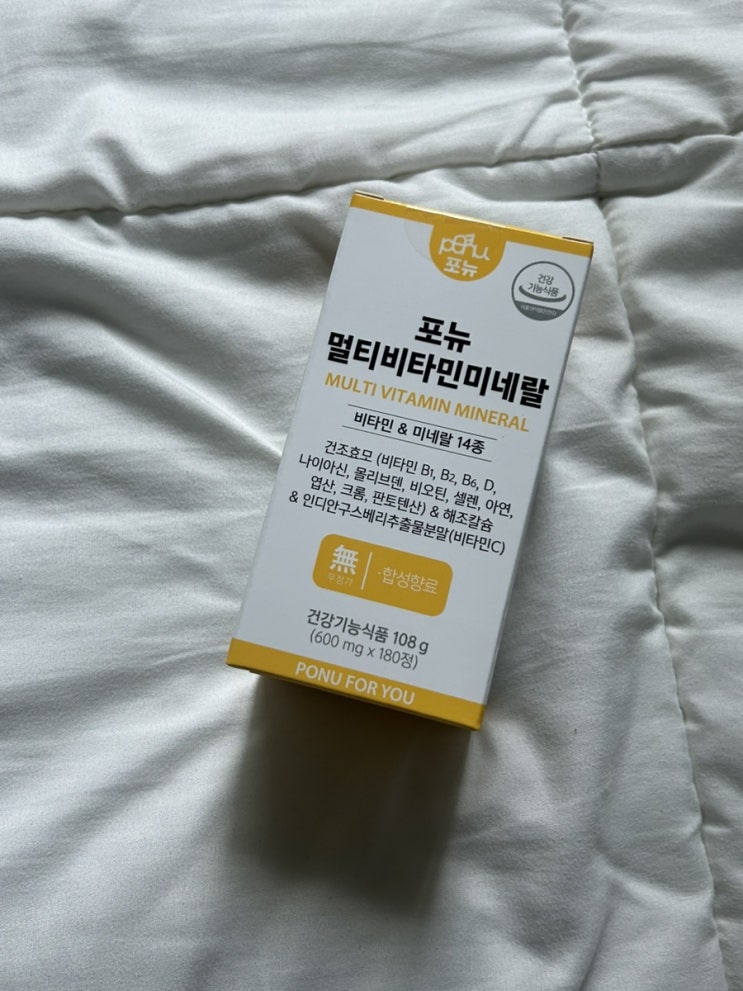 ponu
포뉴
건강
기능식품
포뉴
멀티비타민미네랄
MULTI VITAMIN MINERAL
비타민 & 미네랄 14종
건조효모 (비타민 B1, B2, B6, D,
나이아신, 몰리브덴, 비오틴, 셀렌, 아연,
엽산, 크롬, 판토텐산) & 해조칼슘
& 인디안구스베리추출물분말(비타민C)
無
무첨가
·합성향료
건강기능식품 108 g
(600 mg x 180정)
PONU FOR YOU